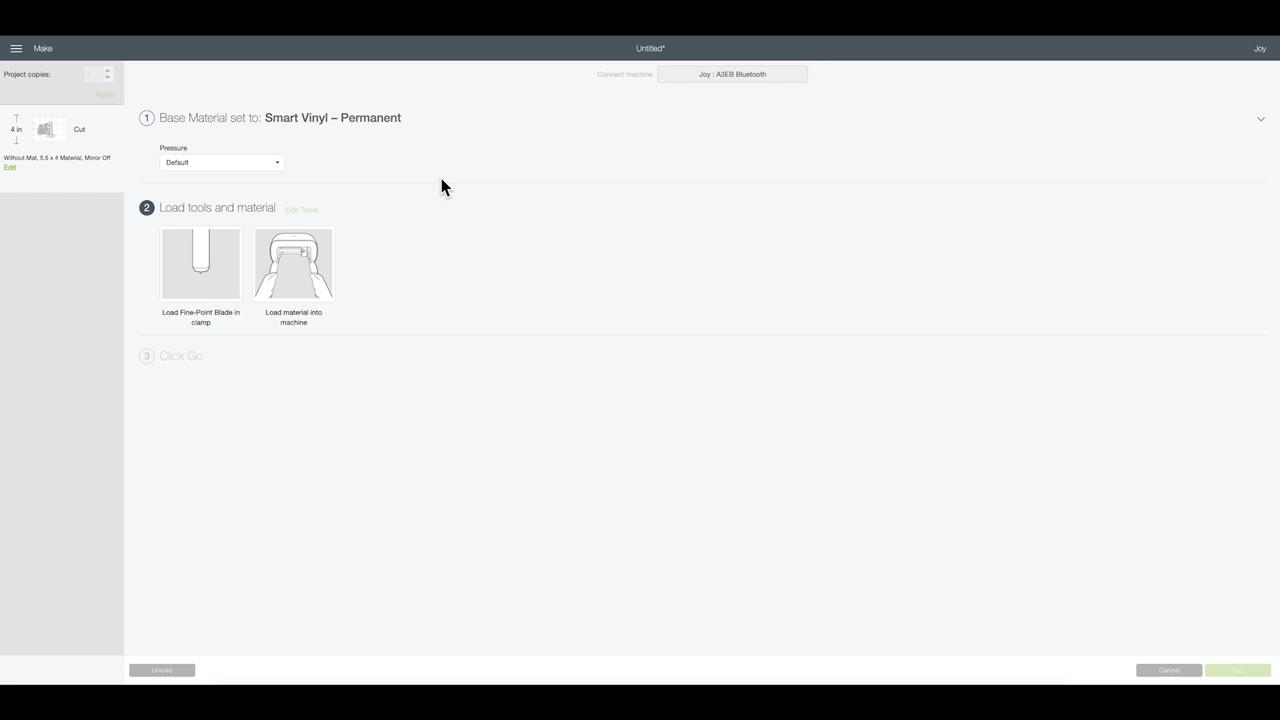 Make
Untitled*
Joy
Project copies:
1
Apply
Connect machine
Joy : A3EB Bluetooth
4 in
Cut
Without Mat, 5.5 x 4 Material, Mirror Off
Edit
1 Base Material set to: Smart Vinyl – Permanent
Pressure
Default
2 Load tools and material
Edit Tools
Load Fine-Point Blade in
clamp
Load material into
machine
3 Click Go
Unload
Cancel
Go